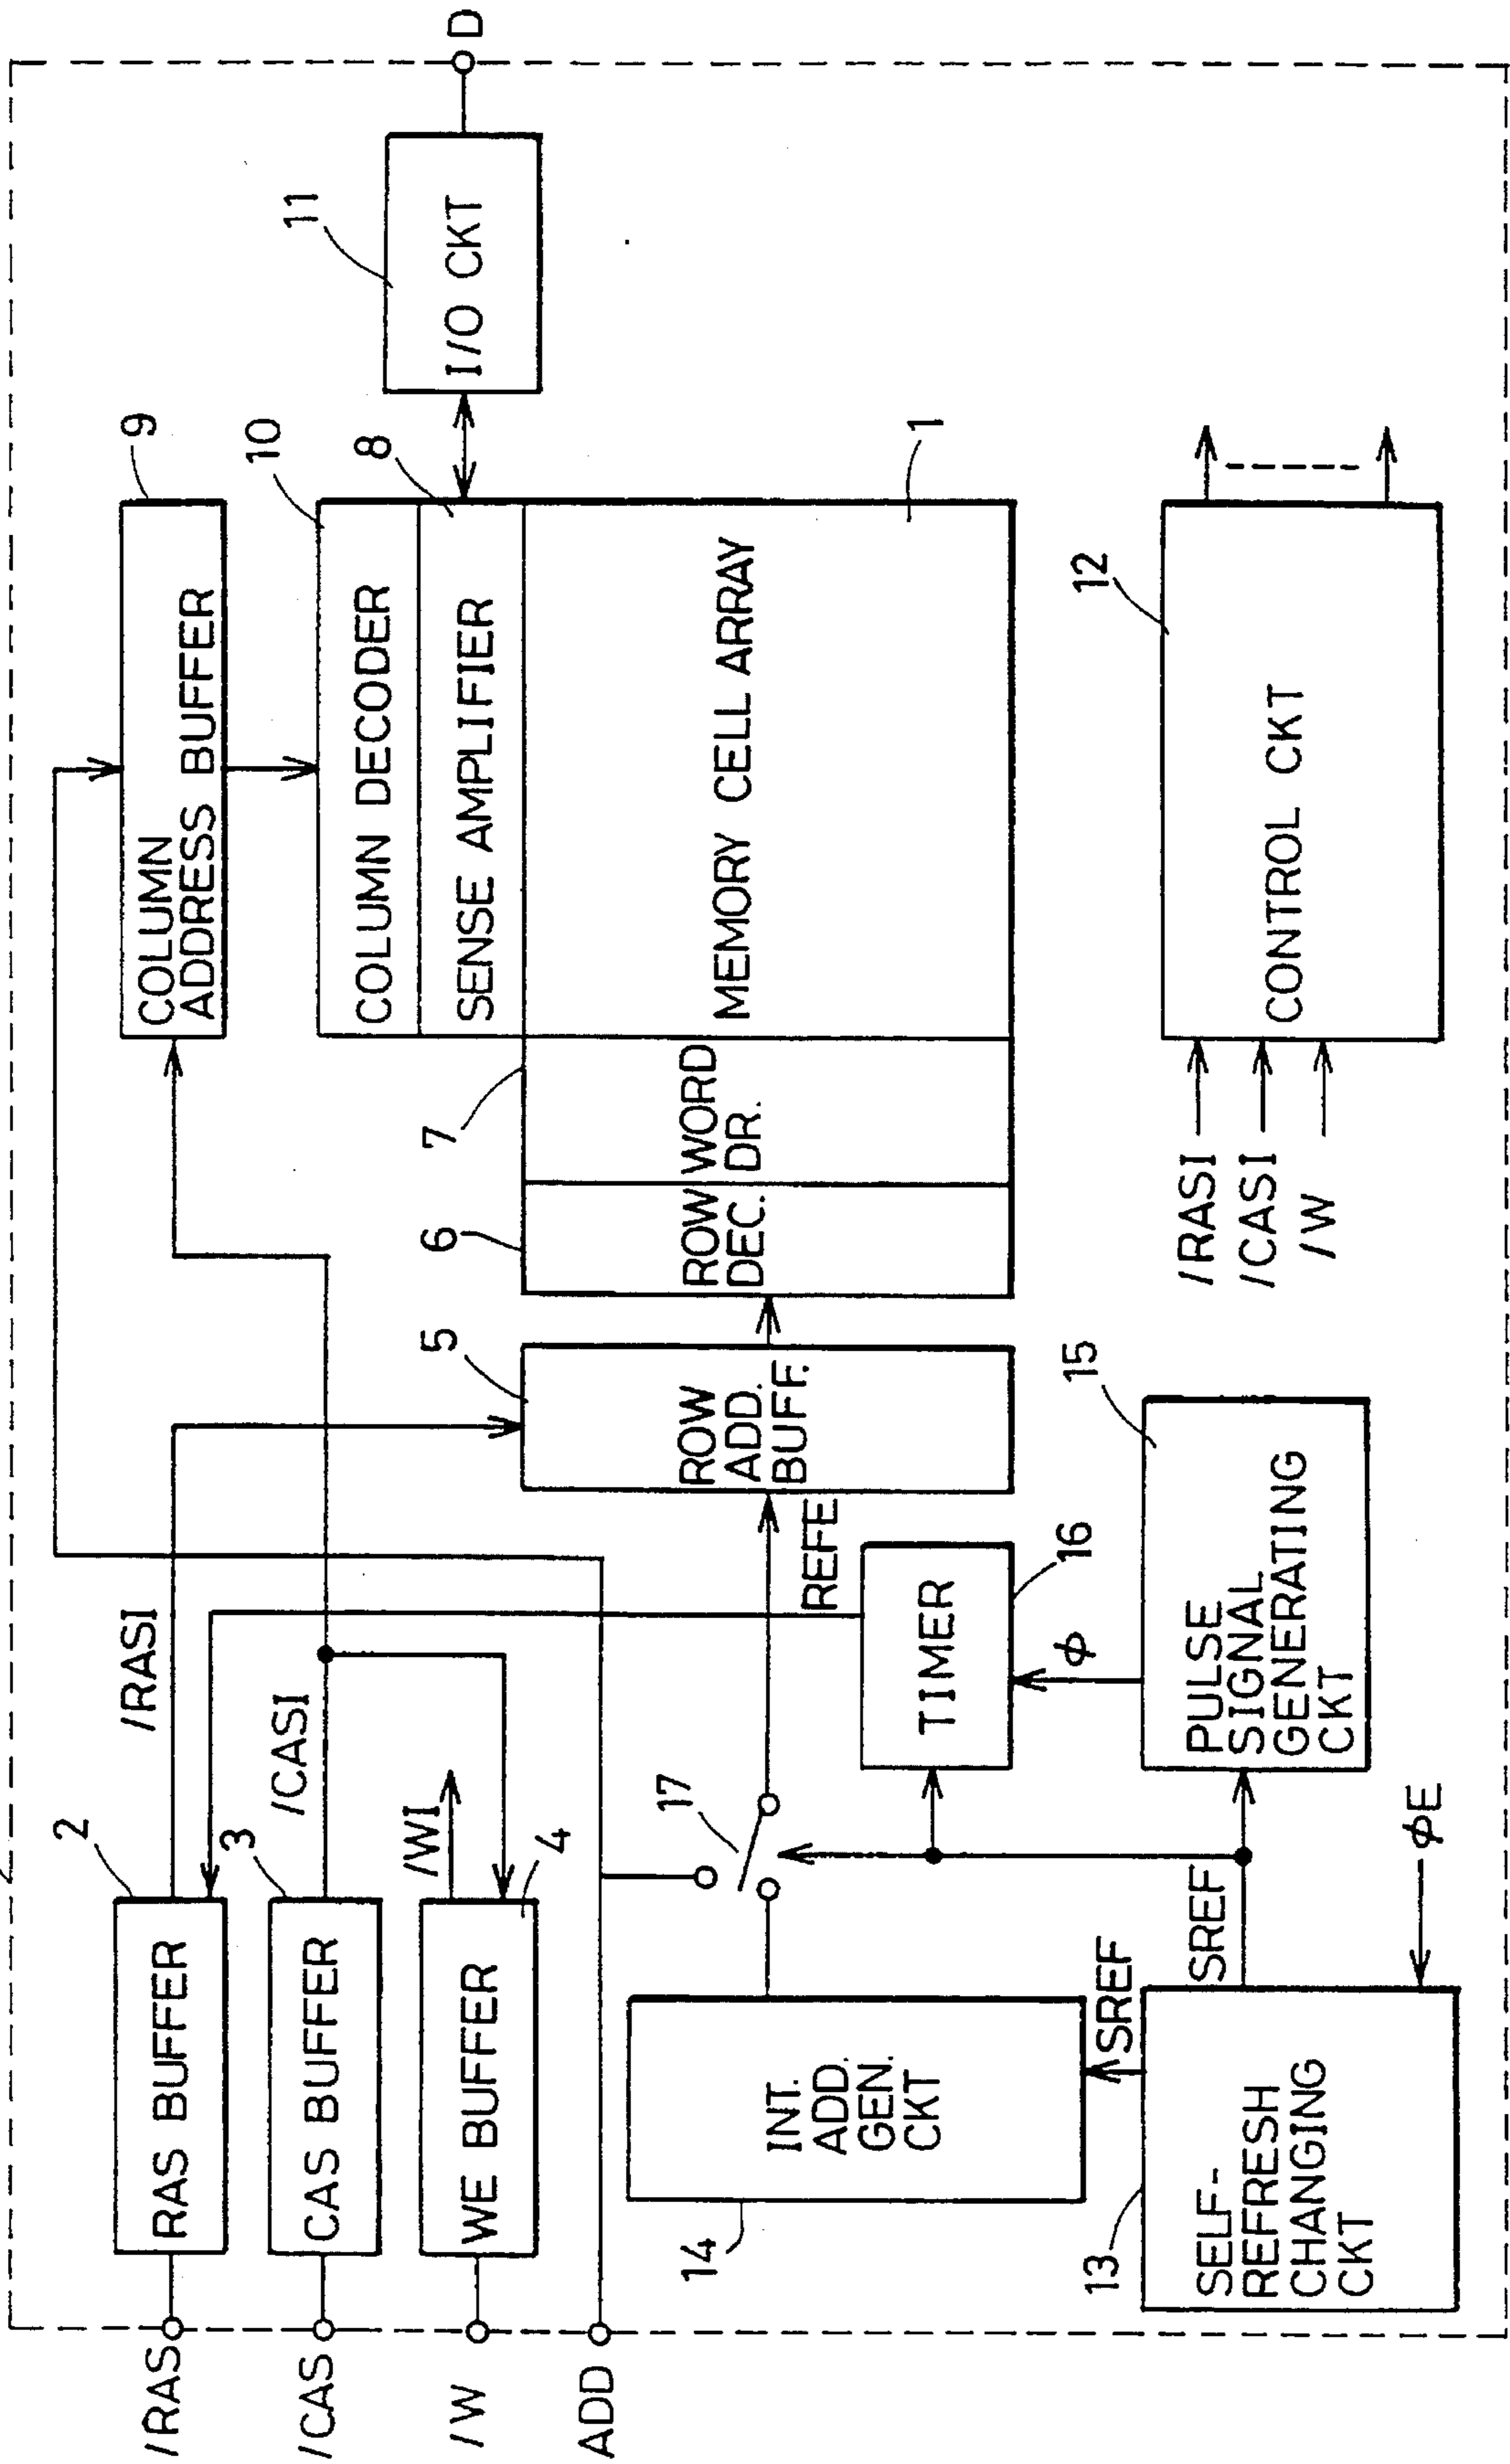 /RAS
RAS BUFFER
2
/RASI
/CAS
CAS BUFFER
3
/CASI
/W
WE BUFFER
4
/WI
ADD
COLUMN
ADDRESS BUFFER
9
COLUMN DECODER
10
SENSE AMPLIFIER
8
MEMORY CELL ARRAY
1
I/O CKT
11
D
ROW
ADD.
BUFF.
5
ROW
DEC.
6
WORD
DR.
7
REFE
17
TIMER
16
ϕ
INT.
ADD.
GEN.
CKT
14
SREF
SELF-
REFRESH
CHANGING
CKT
13
SREF
ϕE
PULSE
SIGNAL
GENERATING
CKT
15
/RASI
/CASI
/W
CONTROL CKT
12